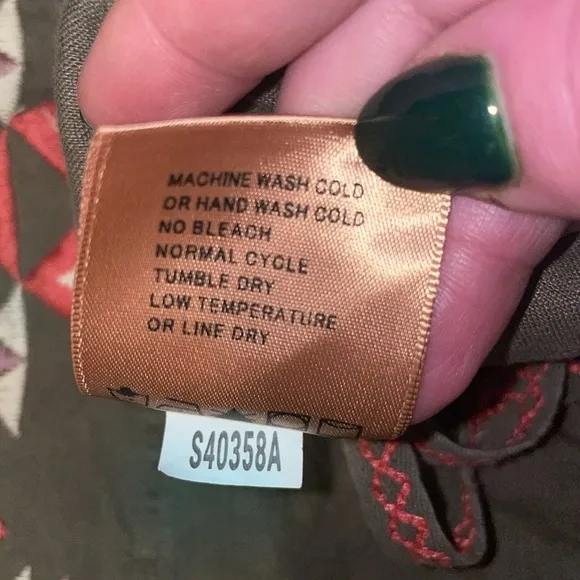 MACHINE WASH COLD
OR HAND WASH COLD
NO BLEACH
NORMAL CYCLE
TUMBLE DRY
LOW TEMPERATURE
OR LINE DRY
S40358A